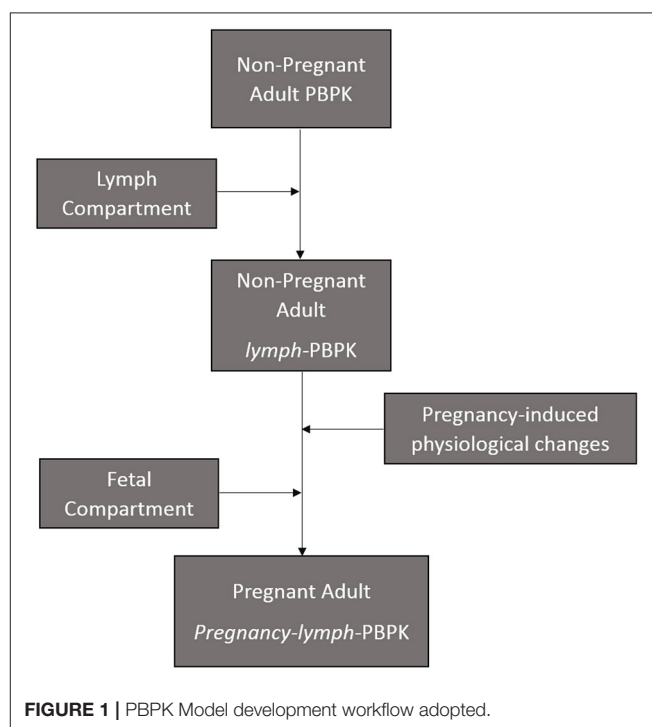 Non-Pregnant
Adult PBPK
Lymph
Compartment
Non-Pregnant
Adult
lymph-PBPK
Pregnancy-induced
physiological changes
Fetal
Compartment
Pregnant Adult
Pregnancy-lymph-PBPK
FIGURE 1 | PBPK Model development workflow adopted.